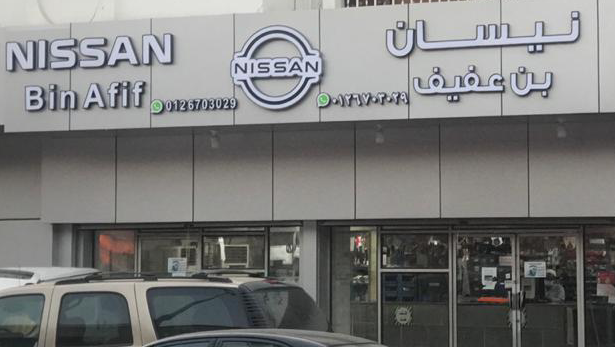 NISSAN
Bin Afif
0126703029
NISSAN
نيسان
بن عفيف
٠١٢٦٧٠٣٠٢٩